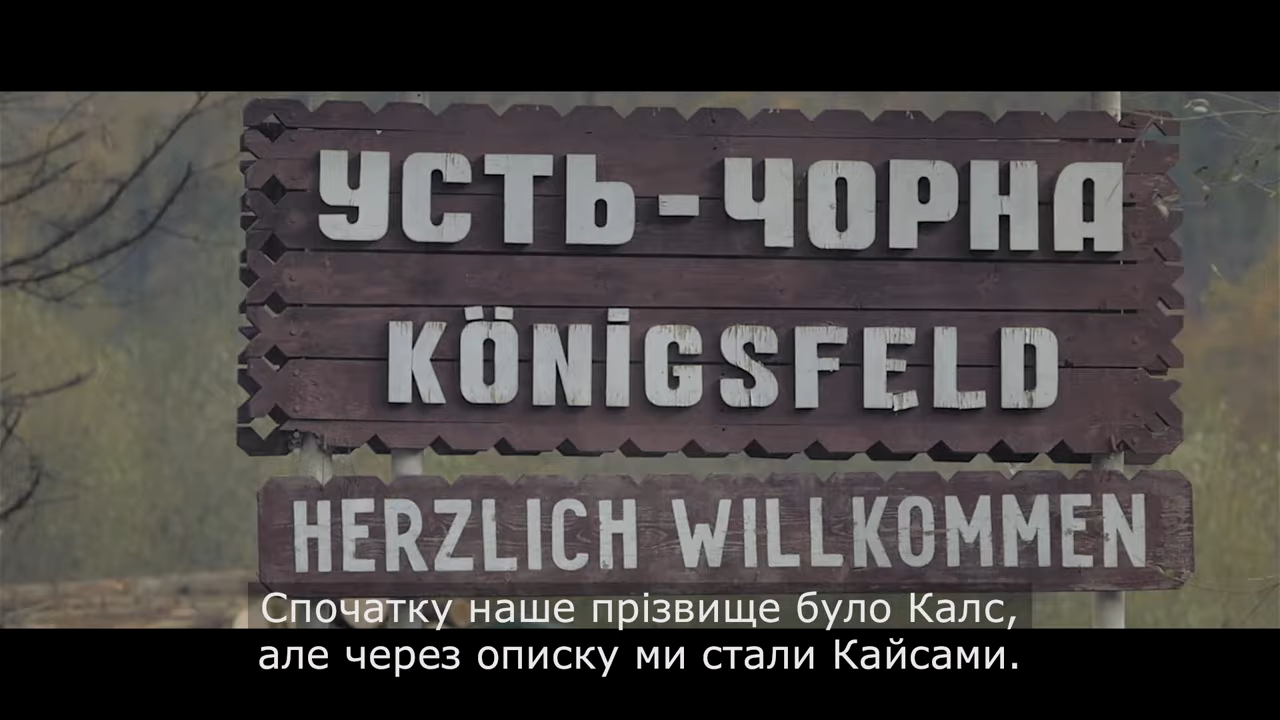 УСТЬ-ЧОРНА
KÖNIGSFELD
HERZLICH WILLKOMMEN
Спочатку наше прізвище було Калс,
але через описку ми стали Кайсами.